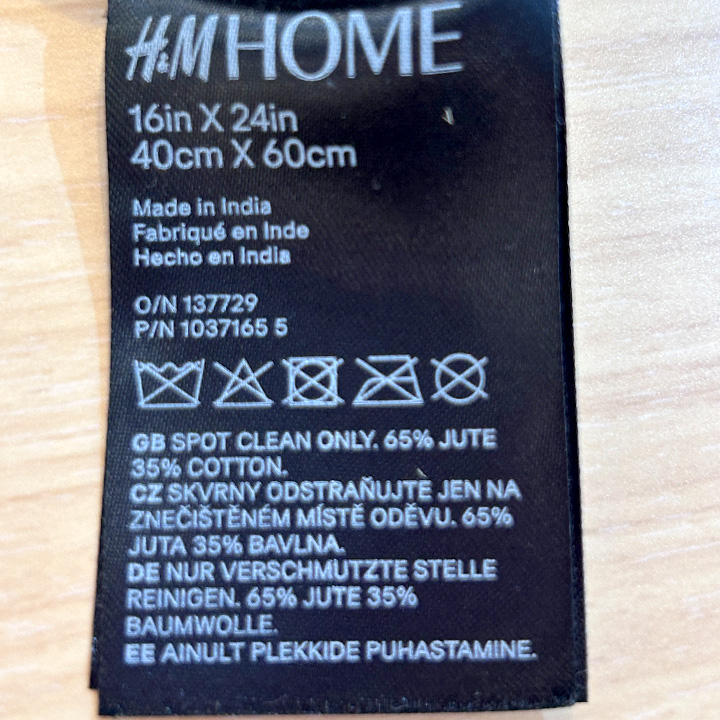 H&M HOME
16in X 24in
40cm X 60cm
Made in India
Fabriqué en Inde
Hecho en India
O/N 137729
P/N 1037165 5
GB SPOT CLEAN ONLY. 65% JUTE
35% COTTON.
CZ SKVRNY ODSTRAŇUJTE JEN NA
ZNEČIŠTĚNÉM MÍSTĚ ODĚVU. 65%
JUTA 35% BAVLNA.
DE NUR VERSCHMUTZTE STELLE
REINIGEN. 65% JUTE 35%
BAUMWOLLE.
EE AINULT PLEKKIDE PUHASTAMINE.